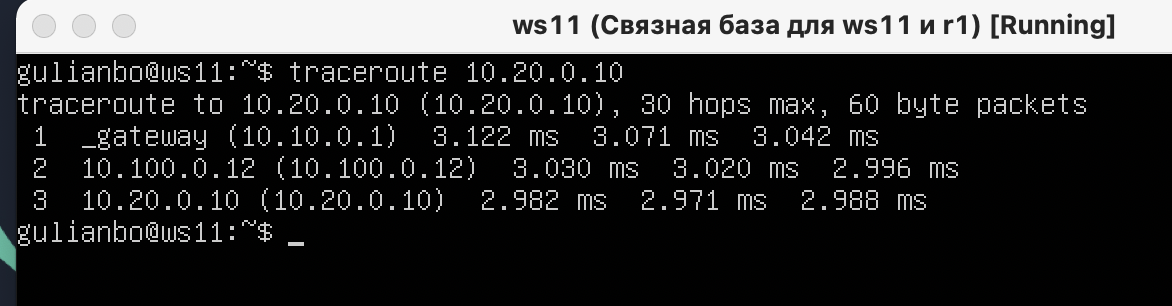 ws11 (Связная база для ws11 и r1) [Running]
gulianbo@ws11:~$ traceroute 10.20.0.10
traceroute to 10.20.0.10 (10.20.0.10), 30 hops max, 60 byte packets
 1  _gateway (10.10.0.1)  3.122 ms  3.071 ms  3.042 ms
 2  10.100.0.12 (10.100.0.12)  3.030 ms  3.020 ms  2.996 ms
 3  10.20.0.10 (10.20.0.10)  2.982 ms  2.971 ms  2.988 ms
gulianbo@ws11:~$ _